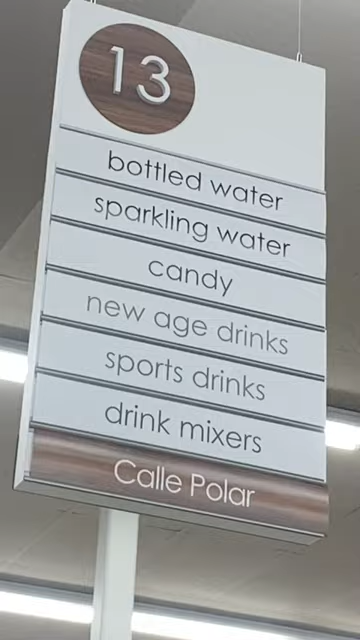 13
bottled water
sparkling water
candy
new age drinks
sports drinks
drink mixers
Calle Polar